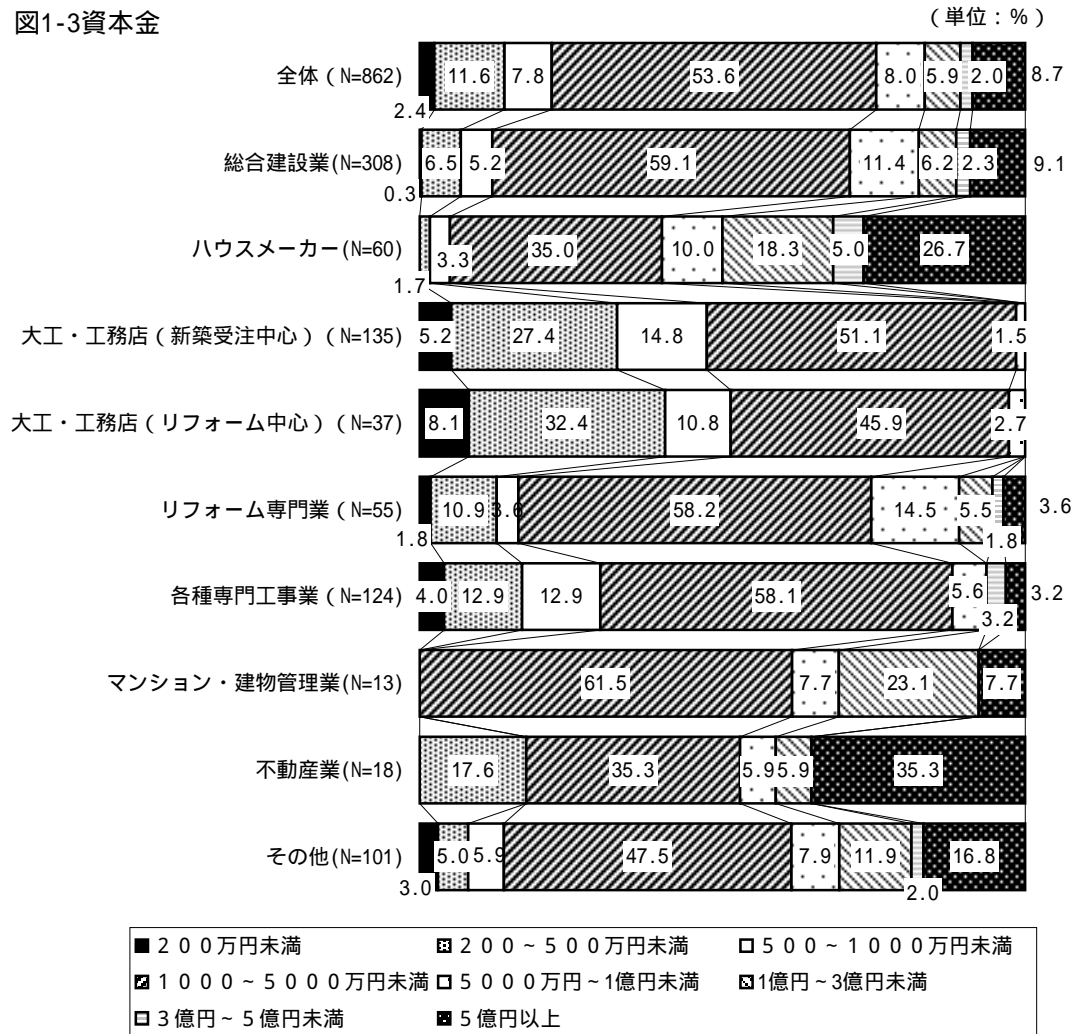 図1-3資本金
(単位：%)
全体（N=862) 11.6 7.8 53.6 8.0 5.9 2.0 8.7
2.4
総合建設業(N=308) 6.5 5.2 59.1 11.4 6.2 2.3 9.1
0.3
ハウスメーカー(N=60) 3.3 35.0 10.0 18.3 5.0 26.7
1.7
大工・工務店（新築受注中心）(N=135) 5.2 27.4 14.8 51.1 1.5
大工・工務店（リフォーム中心）(N=37) 8.1 32.4 10.8 45.9 2.7
リフォーム専門業（N=55) 10.9 3.6 58.2 14.5 5.5 3.6
1.8 1.8
各種専門工事業（N=124) 4.0 12.9 12.9 58.1 5.6 3.2
3.2
マンション・建物管理業(N=13) 61.5 7.7 23.1 7.7
不動産業(N=18) 17.6 35.3 5.9 5.9 35.3
その他(N=101) 5.0 5.9 47.5 7.9 11.9 16.8
3.0 2.0
２００万円未満 ２００~５００万円未満 ５００~１０００万円未満
１０００~５０００万円未満 ５０００万円~1億円未満 1億円~3億円未満
３億円~５億円未満 ５億円以上